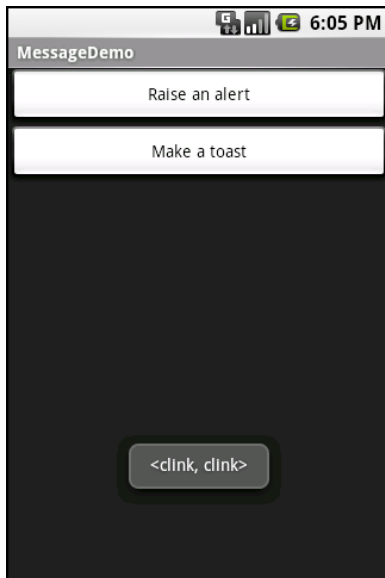 G
6:05 PM
MessageDemo
Raise an alert
Make a toast
<clink, clink>